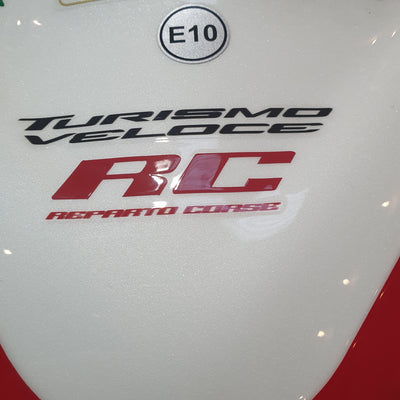 E10
TURISMO
VELOCE
RC
REPARTO CORSE